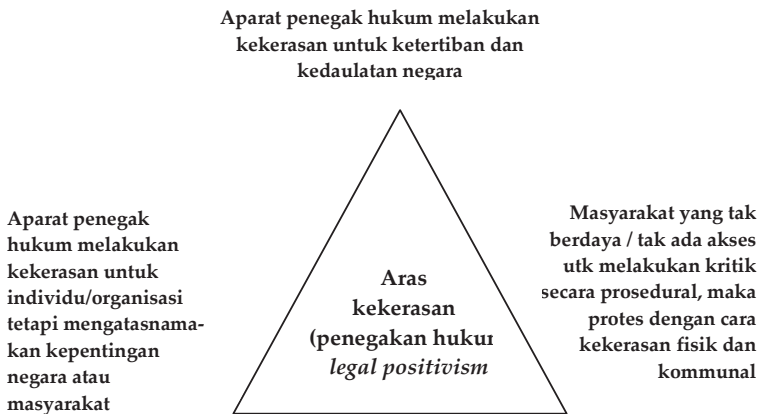 Aparat penegak hukum melakukan
kekerasan untuk ketertiban dan
kedaulatan negara
Aparat penegak
hukum melakukan
kekerasan untuk
individu/organisasi
tetapi mengatasnama-
kan kepentingan
negara atau
masyarakat
Aras
kekerasan
(penegakan hukum
legal positivism
Masyarakat yang tak
berdaya / tak ada akses
utk melakukan kritik
secara prosedural, maka
protes dengan cara
kekerasan fisik dan
kommunal